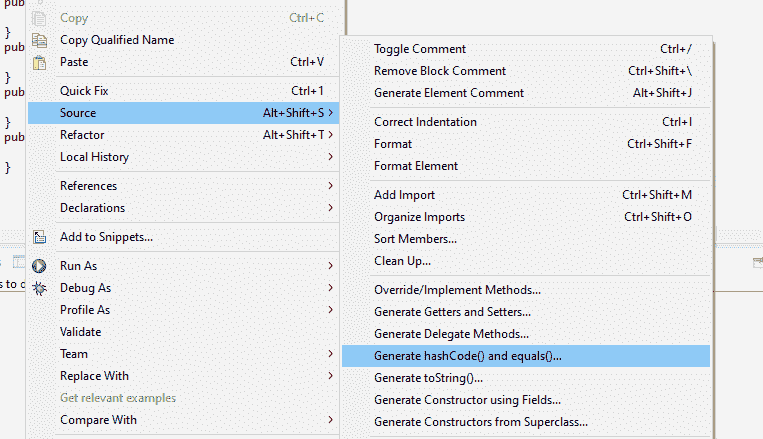 pub
Copy Ctrl+C
} Copy Qualified Name
pub
Paste Ctrl+V
}
pub Quick Fix Ctrl+1
Source Alt+Shift+S >
}
pub Refactor Alt+Shift+T >
Local History >
}
References >
Declarations >
Add to Snippets...
Run As >
s to d
Debug As >
Profile As >
Validate
Team >
Replace With >
Get relevant examples
Compare With >
Toggle Comment Ctrl+/
Remove Block Comment Ctrl+Shift+\
Generate Element Comment Alt+Shift+J
Correct Indentation Ctrl+I
Format Ctrl+Shift+F
Format Element
Add Import Ctrl+Shift+M
Organize Imports Ctrl+Shift+O
Sort Members...
Clean Up...
Override/Implement Methods...
Generate Getters and Setters...
Generate Delegate Methods...
Generate hashCode() and equals()...
Generate toString()...
Generate Constructor using Fields...
Generate Constructors from Superclass...